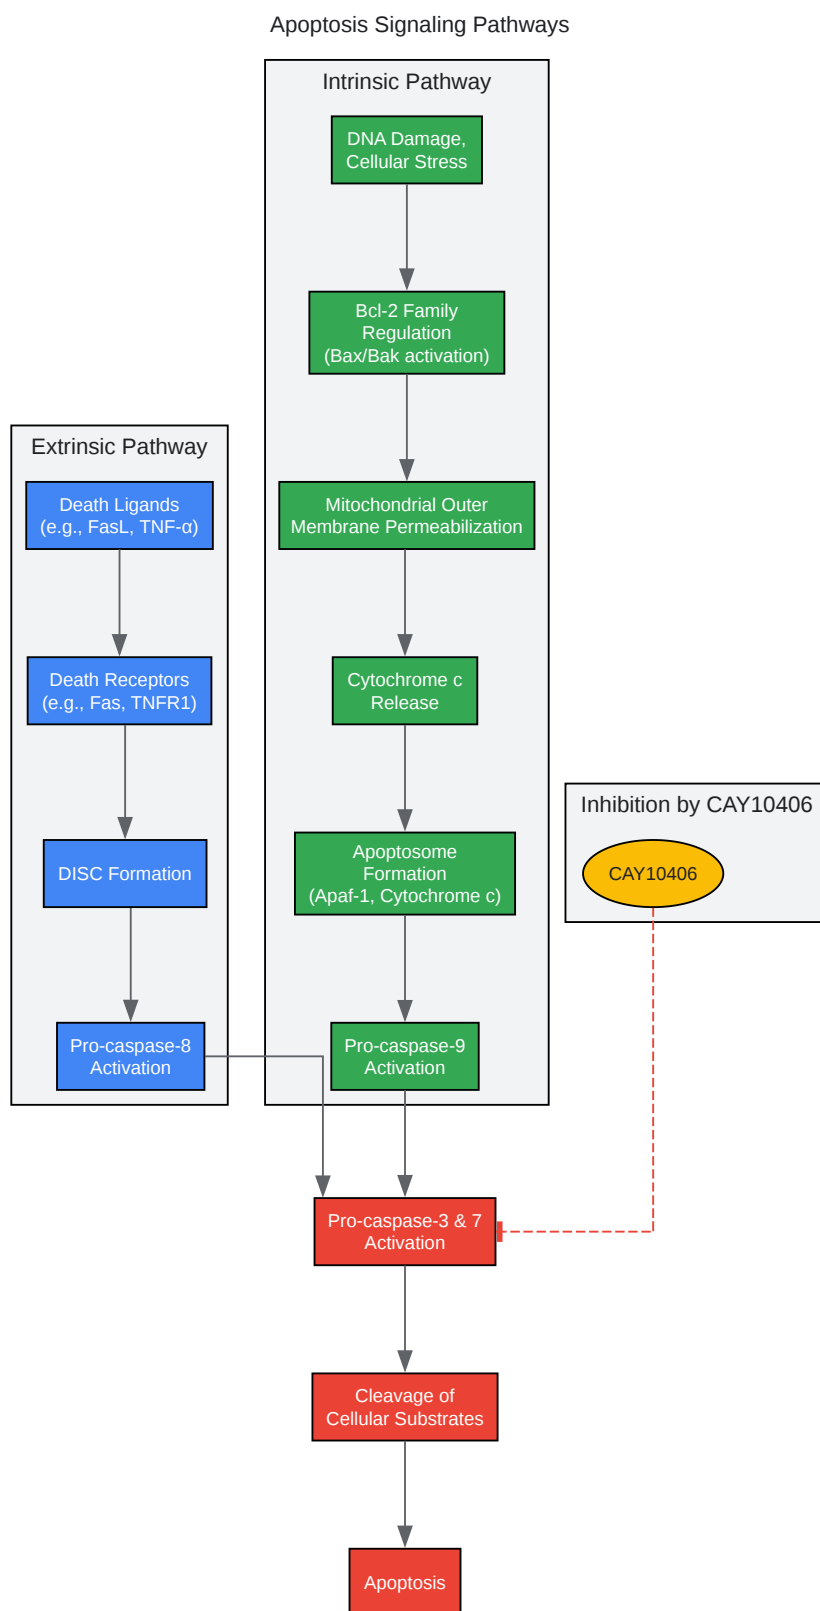 Apoptosis Signaling Pathways
Intrinsic Pathway
DNA Damage,
Cellular Stress
Bcl-2 Family
Regulation
(Bax/Bak activation)
Mitochondrial Outer
Membrane Permeabilization
Cytochrome c
Release
Apoptosome
Formation
(Apaf-1, Cytochrome c)
Pro-caspase-9
Activation
Extrinsic Pathway
Death Ligands
(e.g., FasL, TNF-α)
Death Receptors
(e.g., Fas, TNFR1)
DISC Formation
Pro-caspase-8
Activation
Inhibition by CAY10406
CAY10406
Pro-caspase-3 & 7
Activation
Cleavage of
Cellular Substrates
Apoptosis